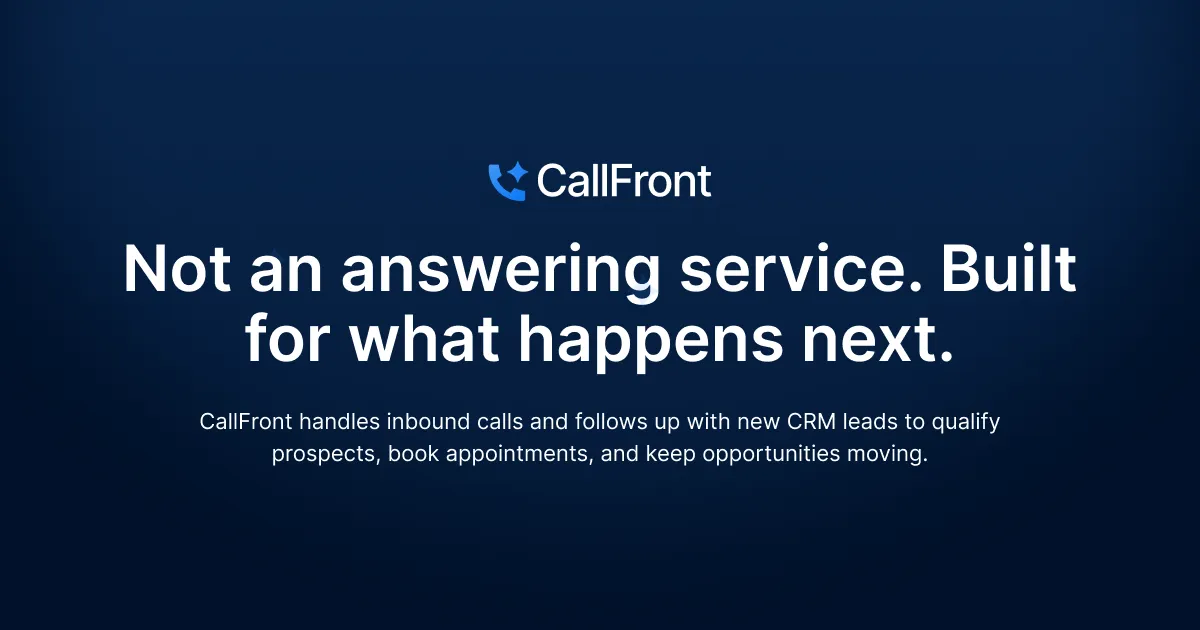 CallFront
Not an answering service. Built
for what happens next.
CallFront handles inbound calls and follows up with new CRM leads to qualify
prospects, book appointments, and keep opportunities moving.